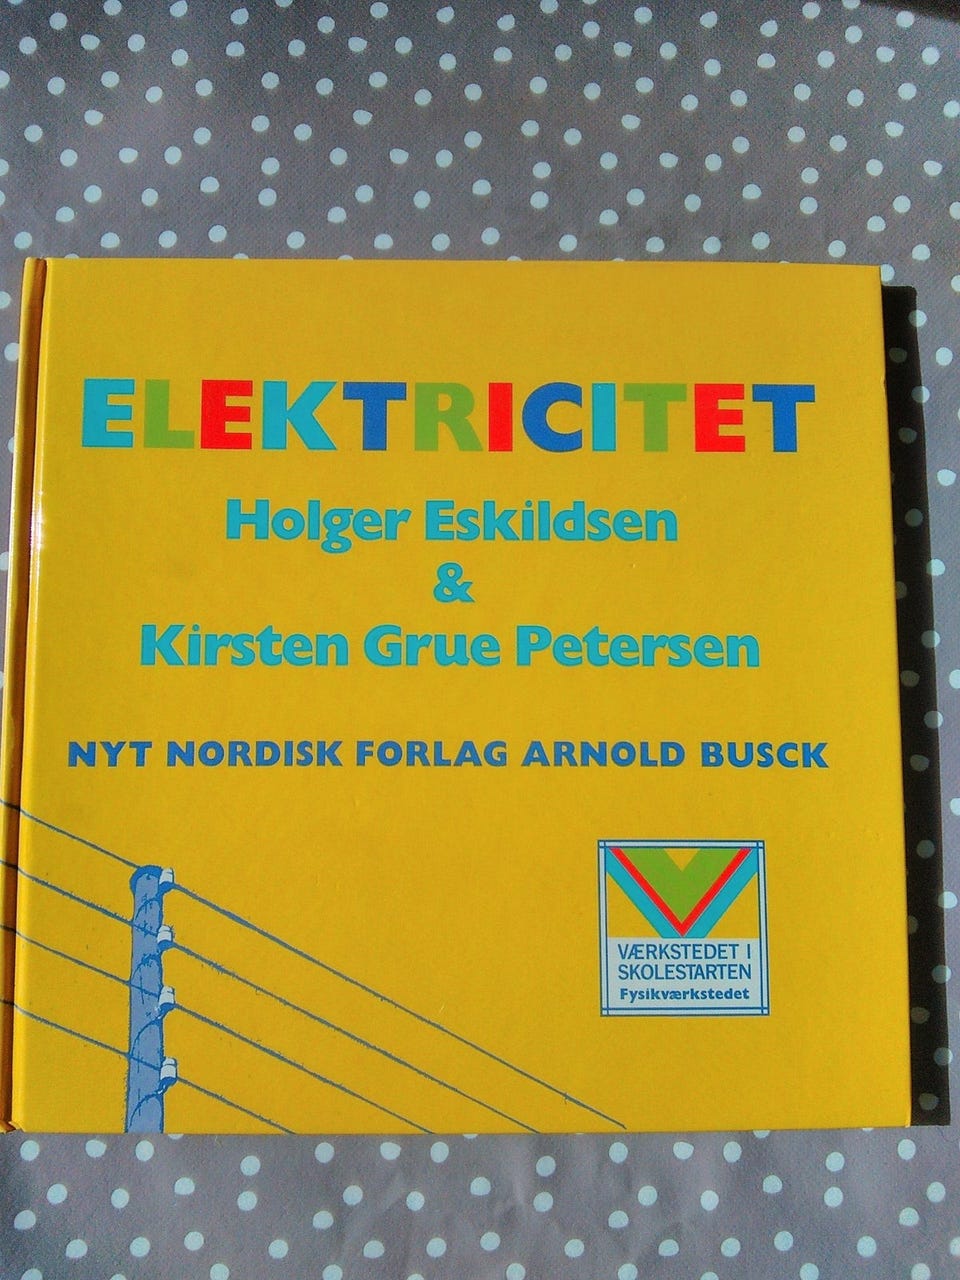 ELEKTRICITET
Holger Eskildsen
&
Kirsten Grue Petersen
NYT NORDISK FORLAG ARNOLD BUSCK
VÆRKSTEDET I
SKOLESTARTEN
Fysikværkstedet